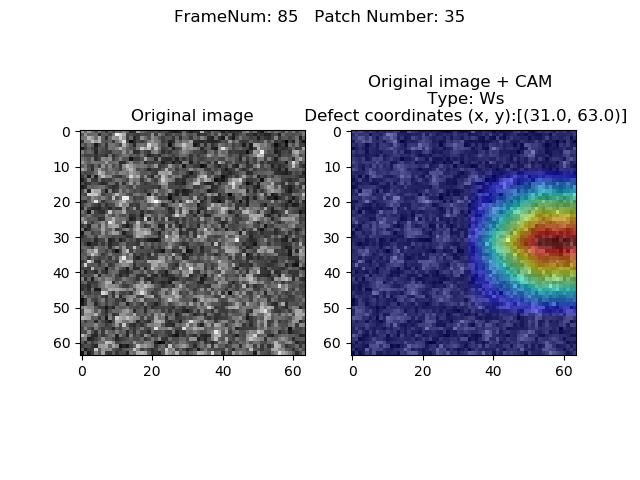 FrameNum: 85   Patch Number: 35
Original image
Original image + CAM
Type: Ws
Defect coordinates (x, y):[(31.0, 63.0)]
0
10
20
30
40
50
60
0 20 40 60
0
10
20
30
40
50
60
0 20 40 60